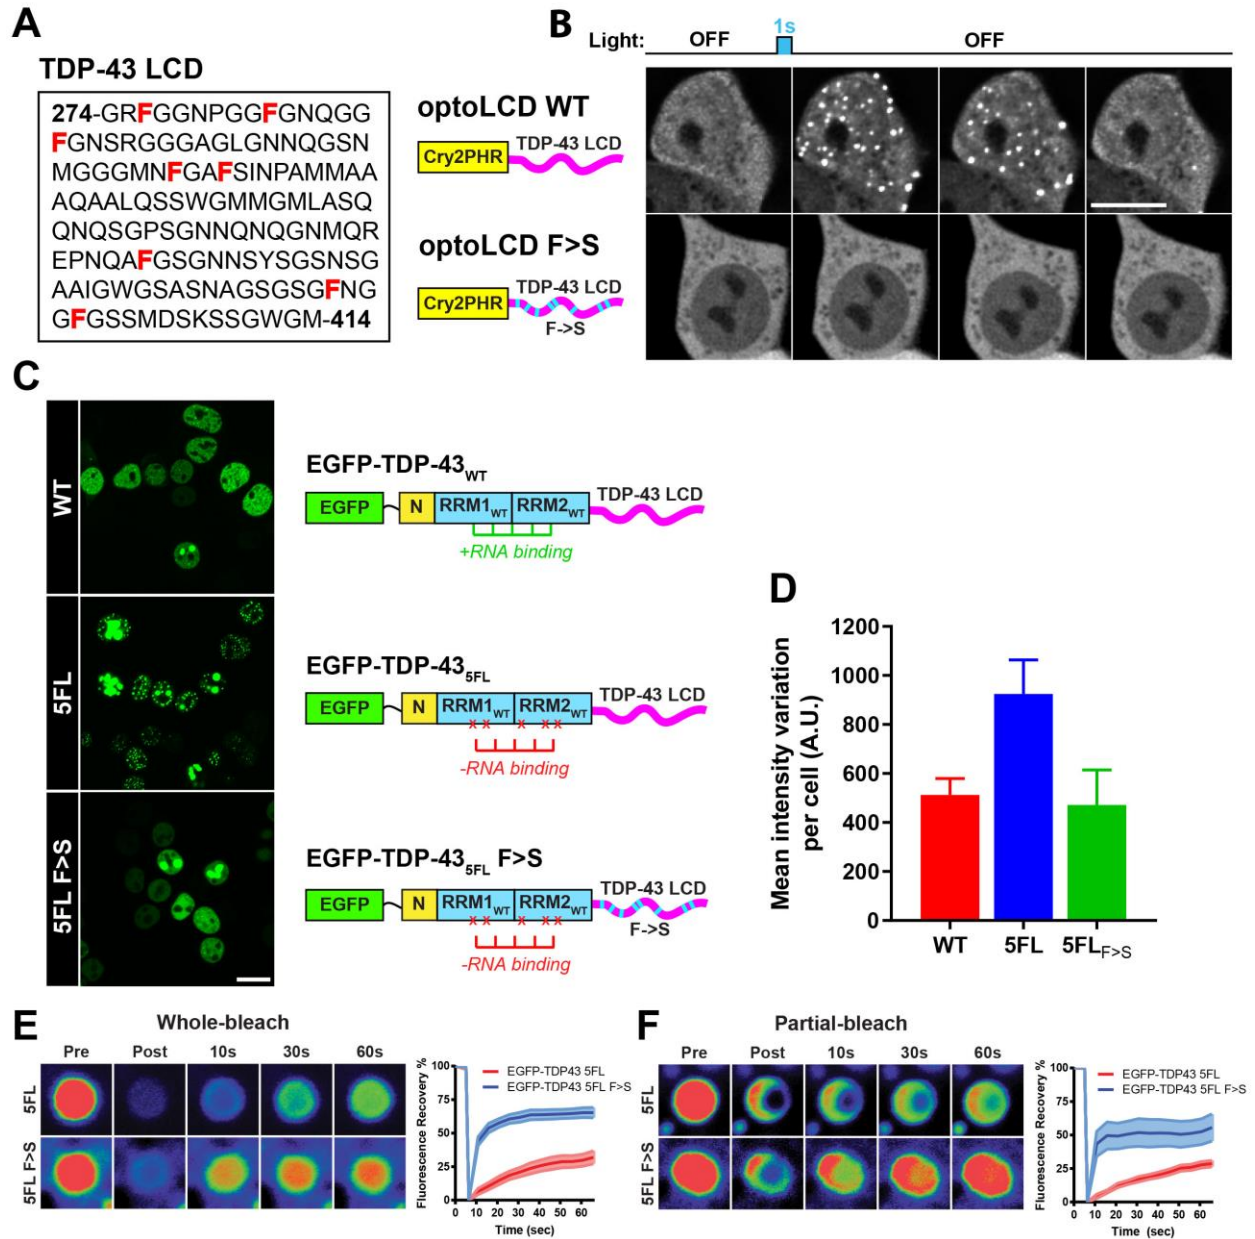 A
TDP-43 LCD
274-GRFGGNPGGFGNQGG
FGNSRGGGAGLGNNQGSN
MGGGMNFGAFSINPAMMAA
AQAALQSSWGMMGMLASQ
QNQSGPSGNNQNQGNMQR
EPNQAFGSGNNSYSGSNSG
AAIGWGSASNAGSGSGFNG
GFGSSMDSKSSGWGM-414
optoLCD WT
TDP-43 LCD
Cry2PHR
optoLCD F>S
TDP-43 LCD
Cry2PHR
F->S
B
1s
Light: OFF OFF
C
WT
EGFP-TDP-43WT
TDP-43 LCD
EGFP N RRM1WT RRM2WT
+RNA binding
5FL
EGFP-TDP-435FL
TDP-43 LCD
EGFP N RRM1WT RRM2WT
x x x x x
-RNA binding
5FL F>S
EGFP-TDP-435FL F>S
TDP-43 LCD
EGFP N RRM1WT RRM2WT
x x x x x
F->S
-RNA binding
D
Mean intensity variation
per cell (A.U.)
1200
1000
800
600
400
200
0
WT 5FL 5FLF>S
E
Whole-bleach
Pre Post 10s 30s 60s
5FL
5FL F>S
Fluorescence Recovery %
100
75
50
25
0
EGFP-TDP43 5FL
EGFP-TDP43 5FL F>S
0 10 20 30 40 50 60
Time (sec)
F
Partial-bleach
Pre Post 10s 30s 60s
5FL
5FL F>S
Fluorescence Recovery %
100
75
50
25
0
EGFP-TDP43 5FL
EGFP-TDP43 5FL F>S
0 10 20 30 40 50 60
Time (sec)